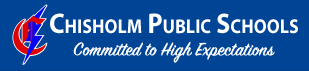 C
CHISHOLM PUBLIC SCHOOLS
Committed to High Expectations